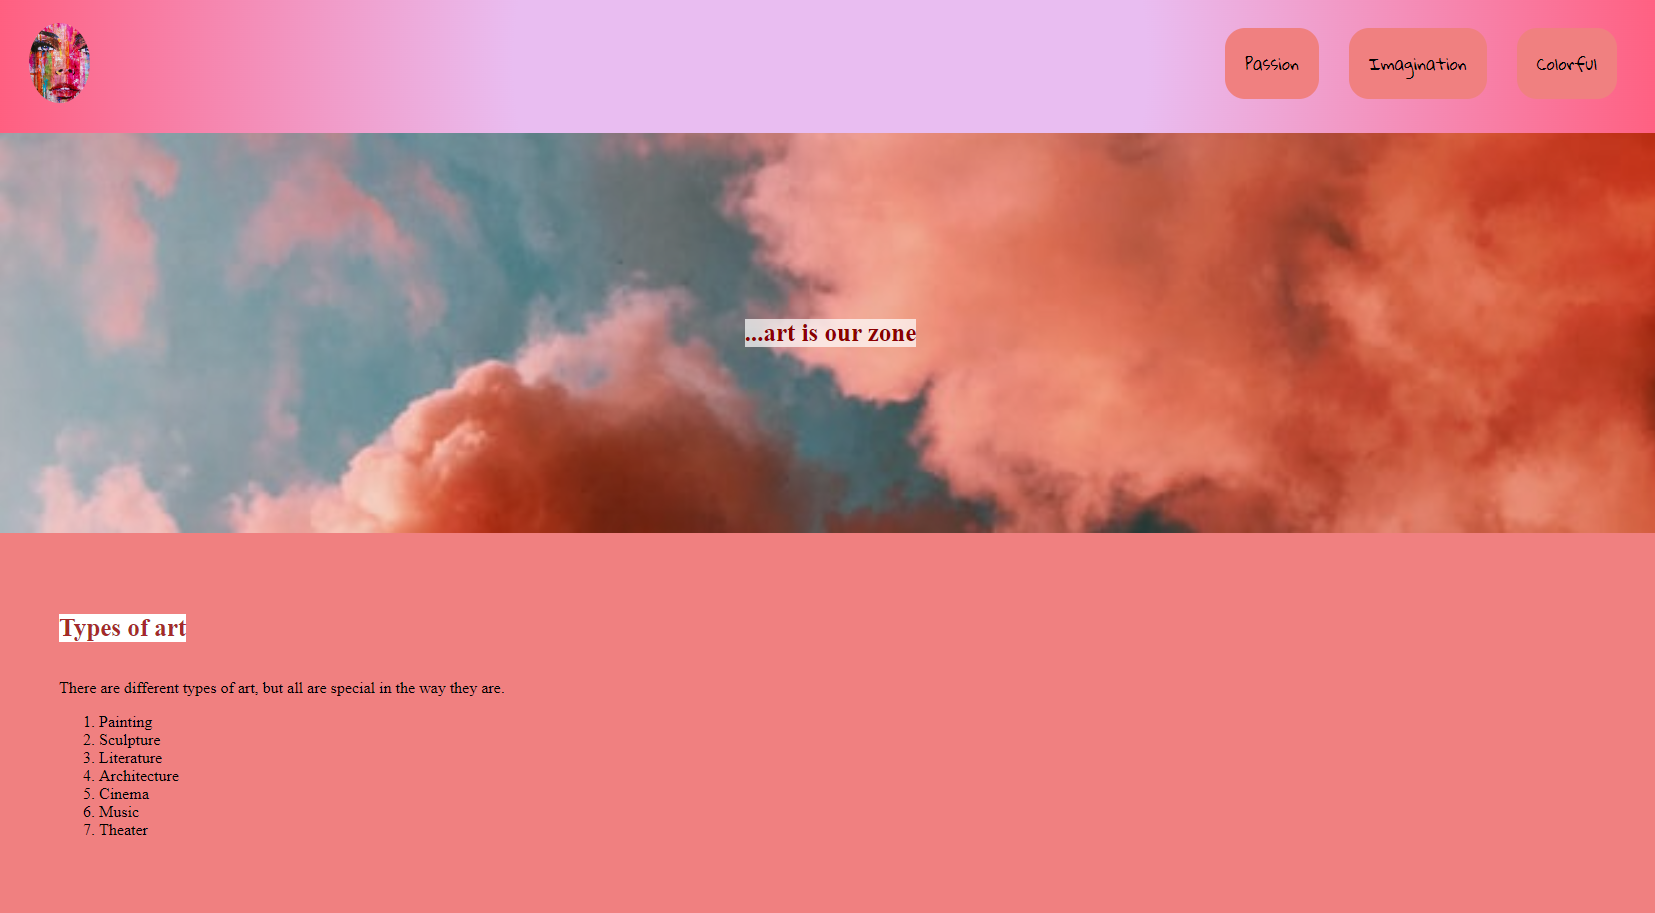 Passion
Imagination
Colorful
...art is our zone
Types of art
There are different types of art, but all are special in the way they are.
1. Painting
2. Sculpture
3. Literature
4. Architecture
5. Cinema
6. Music
7. Theater